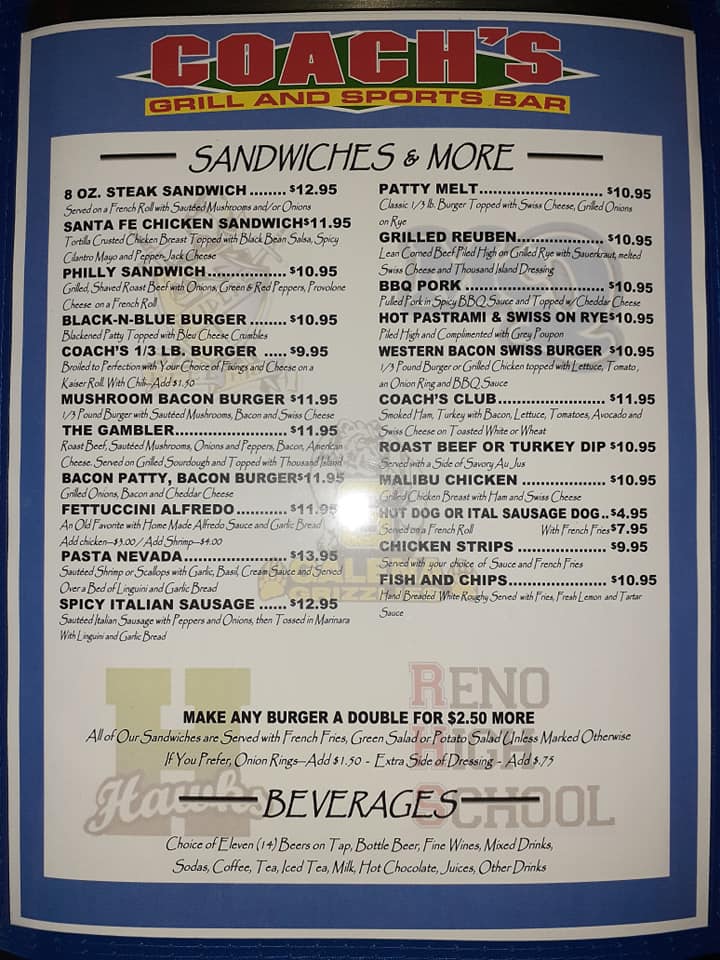 COACH'S
GRILL AND SPORTS BAR
SANDWICHES & MORE
8 OZ. STEAK SANDWICH ........ $12.95
Served on a French Roll with Sautéed Mushrooms and/or Onions
SANTA FE CHICKEN SANDWICH $11.95
Tortilla Crusted Chicken Breast Topped with Black Bean Salsa, Spicy
Cilantro Mayo and Pepper-Jack Cheese
PHILLY SANDWICH................. $10.95
Grilled, Shaved Roast Beef with Onions, Green & Red Peppers, Provolone
Cheese on a French Roll
BLACK-N-BLUE BURGER ........ $10.95
Blackened Patty Topped with Bleu Cheese Crumbles
COACH'S 1/3 LB. BURGER ..... $9.95
Broiled to Perfection with Your Choice of Fixings and Cheese on a
Kaiser Roll. With Chili—Add $1.50
MUSHROOM BACON BURGER $11.95
1/3 Pound Burger with Sautéed Mushrooms, Bacon and Swiss Cheese
THE GAMBLER....................... $11.95
Roast Beef, Sautéed Mushrooms, Onions and Peppers, Bacon, American
Cheese. Served on Grilled Sourdough and Topped with Thousand Island
BACON PATTY, BACON BURGER $11.95
Grilled Onions, Bacon and Cheddar Cheese
FETTUCCINI ALFREDO............ $11.95
An Old Favorite with Home Made Alfredo Sauce and Garlic Bread
Add chicken—$3.00 / Add Shrimp—$4.00
PASTA NEVADA..................... $13.95
Sautéed Shrimp or Scallops with Garlic, Basil, Cream Sauce and Served
Over a Bed of Linguini and Garlic Bread
SPICY ITALIAN SAUSAGE ...... $12.95
Sautéed Italian Sausage with Peppers and Onions, then Tossed in Marinara
With Linguini and Garlic Bread
PATTY MELT........................... $10.95
Classic 1/3 lb. Burger Topped with Swiss Cheese, Grilled Onions
on Rye
GRILLED REUBEN..................... $10.95
Lean Corned Beef Piled High on Grilled Rye with Sauerkraut, melted
Swiss Cheese and Thousand Island Dressing
BBQ PORK ............................. $10.95
Pulled Pork in Spicy BBQ Sauce and Topped w/Cheddar Cheese
HOT PASTRAMI & SWISS ON RYE $10.95
Piled High and Complimented with Grey Poupon
WESTERN BACON SWISS BURGER $10.95
1/3 Pound Burger or Grilled Chicken topped with Lettuce, Tomato,
an Onion Ring and BBQ Sauce
COACH'S CLUB...................... $11.95
Smoked Ham, Turkey with Bacon, Lettuce, Tomatoes, Avocado and
Swiss Cheese on Toasted White or Wheat
ROAST BEEF OR TURKEY DIP $10.95
Served with a Side of Savory Au Jus
MALIBU CHICKEN .................. $10.95
Grilled Chicken Breast with Ham and Swiss Cheese
HOT DOG OR ITAL SAUSAGE DOG.. $4.95
Served on a French Roll With French Fries $7.95
CHICKEN STRIPS .................... $9.95
Served with your choice of Sauce and French Fries
FISH AND CHIPS..................... $10.95
Hand Breaded White Roughy Served with Fries, Fresh Lemon and Tartar
Sauce
GALENA
GRIZZLIES
H
Hawks
RENO
HIGH
SCHOOL
MAKE ANY BURGER A DOUBLE FOR $2.50 MORE
All of Our Sandwiches are Served with French Fries, Green Salad or Potato Salad Unless Marked Otherwise
If You Prefer, Onion Rings—Add $1.50 - Extra Side of Dressing - Add $.75
BEVERAGES
Choice of Eleven (14) Beers on Tap, Bottle Beer, Fine Wines, Mixed Drinks,
Sodas, Coffee, Tea, Iced Tea, Milk, Hot Chocolate, Juices, Other Drinks